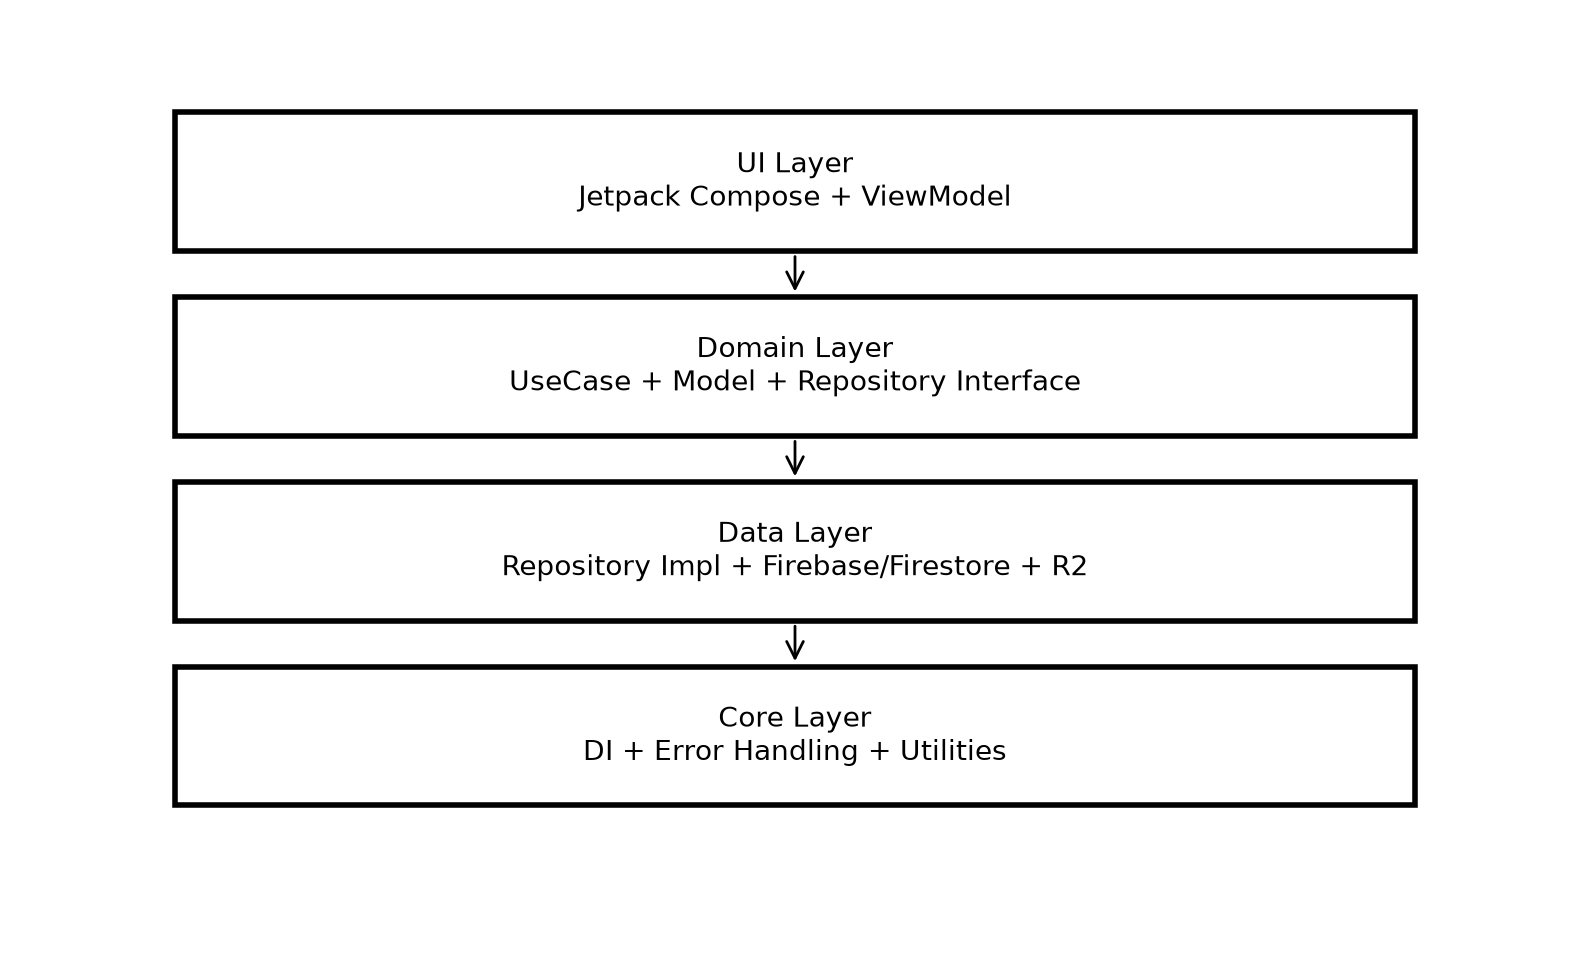 UI Layer
Jetpack Compose + ViewModel
Domain Layer
UseCase + Model + Repository Interface
Data Layer
Repository Impl + Firebase/Firestore + R2
Core Layer
DI + Error Handling + Utilities